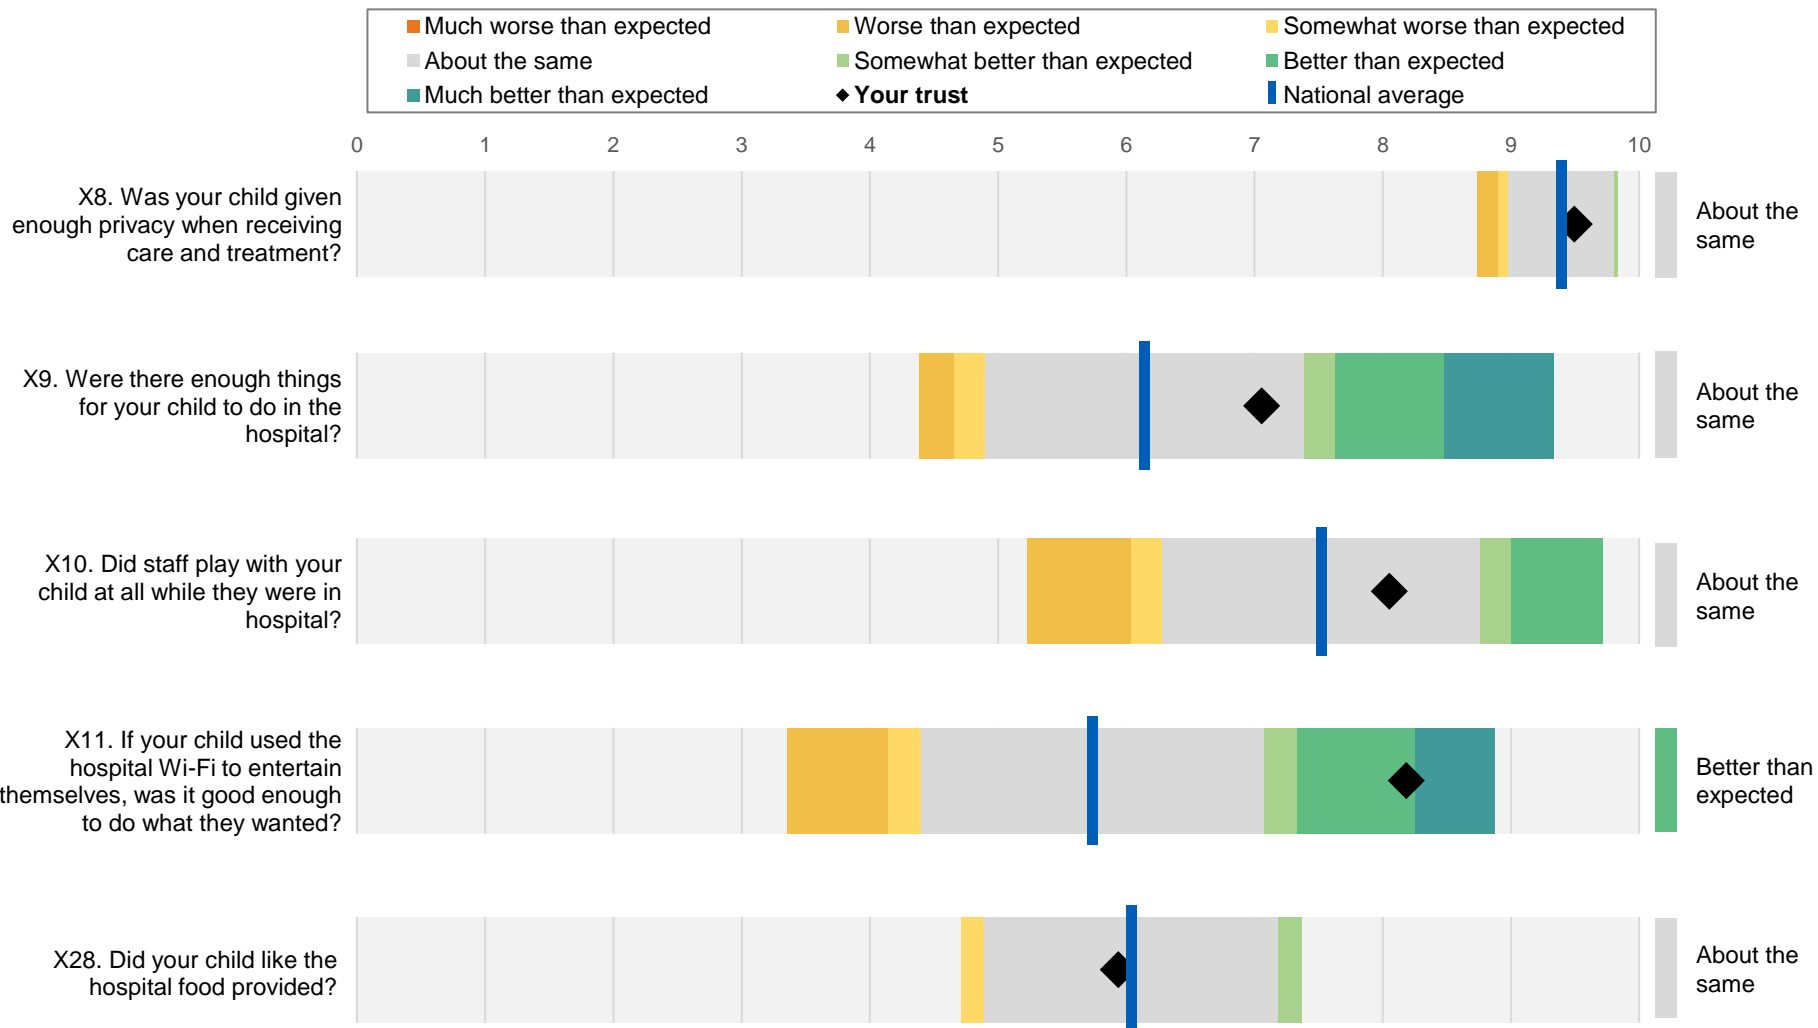 Much worse than expected
Worse than expected
Somewhat worse than expected
About the same
Somewhat better than expected
Better than expected
Much better than expected
Your trust
National average
0 1 2 3 4 5 6 7 8 9 10
X8. Was your child given
enough privacy when receiving
care and treatment?
About the
same
X9. Were there enough things
for your child to do in the
hospital?
About the
same
X10. Did staff play with your
child at all while they were in
hospital?
About the
same
X11. If your child used the
hospital Wi-Fi to entertain
themselves, was it good enough
to do what they wanted?
Better than
expected
X28. Did your child like the
hospital food provided?
About the
same